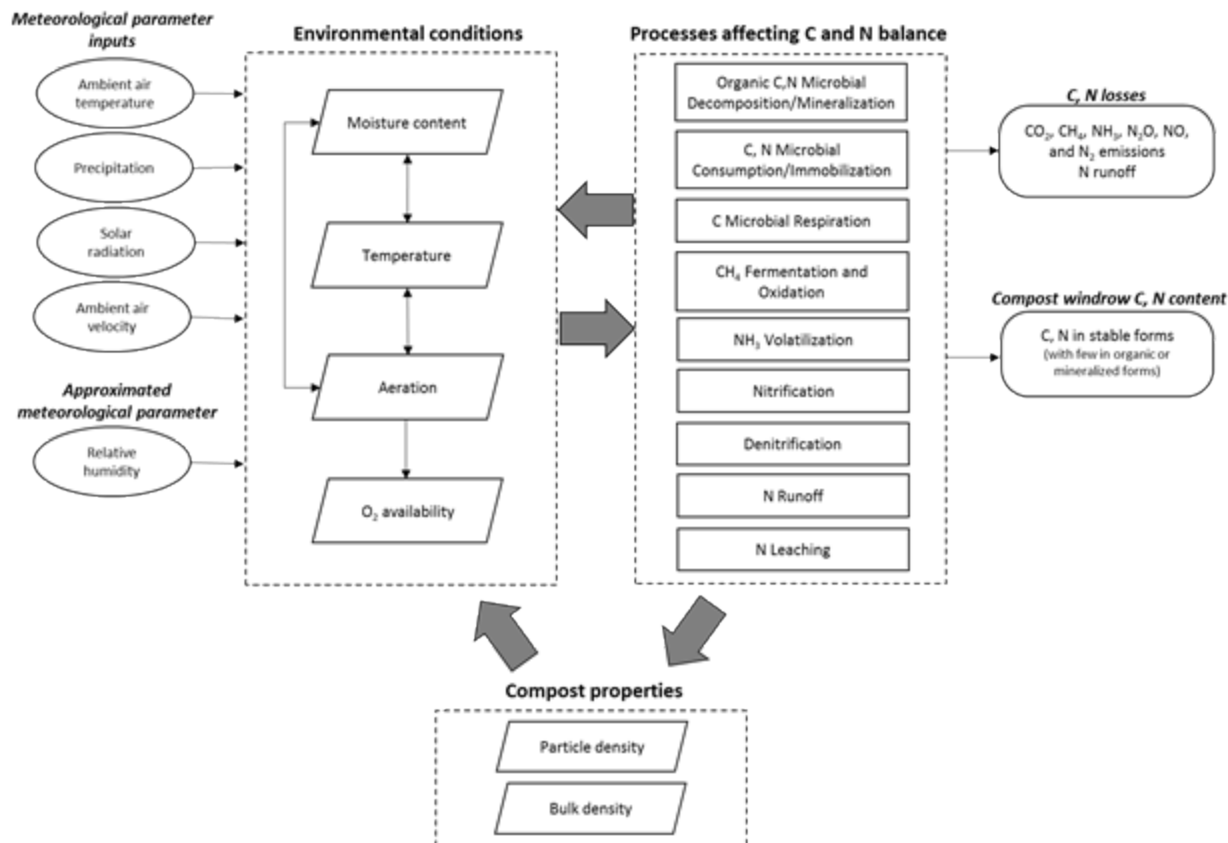 Meteorological parameter
inputs
Ambient air
temperature
Precipitation
Solar
radiation
Ambient air
velocity
Approximated
meteorological parameter
Relative
humidity
Environmental conditions
Moisture content
Temperature
Aeration
O₂ availability
Processes affecting C and N balance
Organic C,N Microbial
Decomposition/Mineralization
C, N Microbial
Consumption/Immobilization
C Microbial Respiration
CH₄ Fermentation and
Oxidation
NH₃ Volatilization
Nitrification
Denitrification
N Runoff
N Leaching
C, N losses
CO₂, CH₄, NH₃, N₂O, NO,
and N₂ emissions
N runoff
Compost windrow C, N content
C, N in stable forms
(with few in organic or
mineralized forms)
Compost properties
Particle density
Bulk density